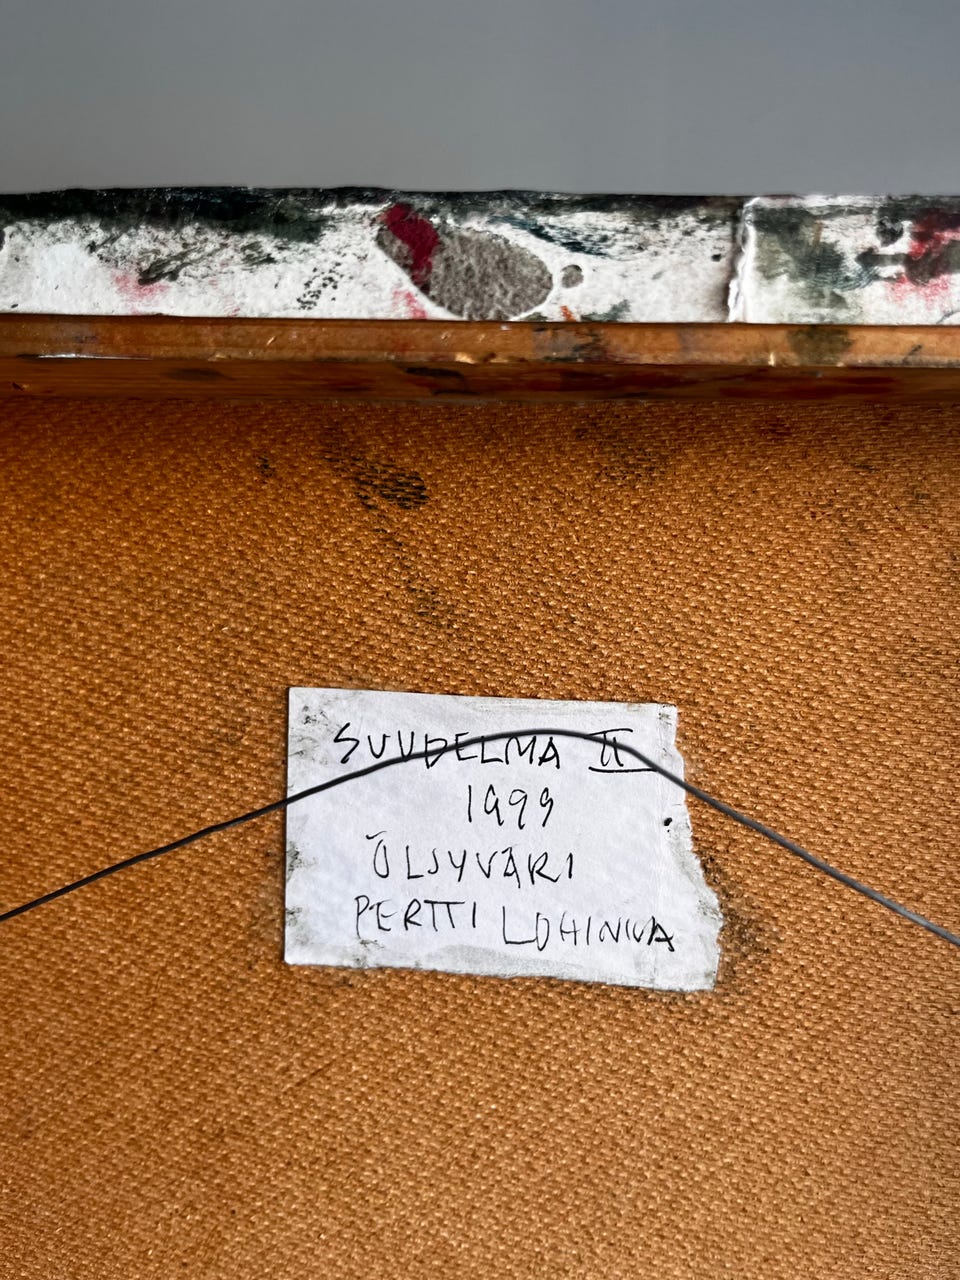 SUUDELMA II
1999
ÖLJYVÄRI
PERTTI LOHINIVA